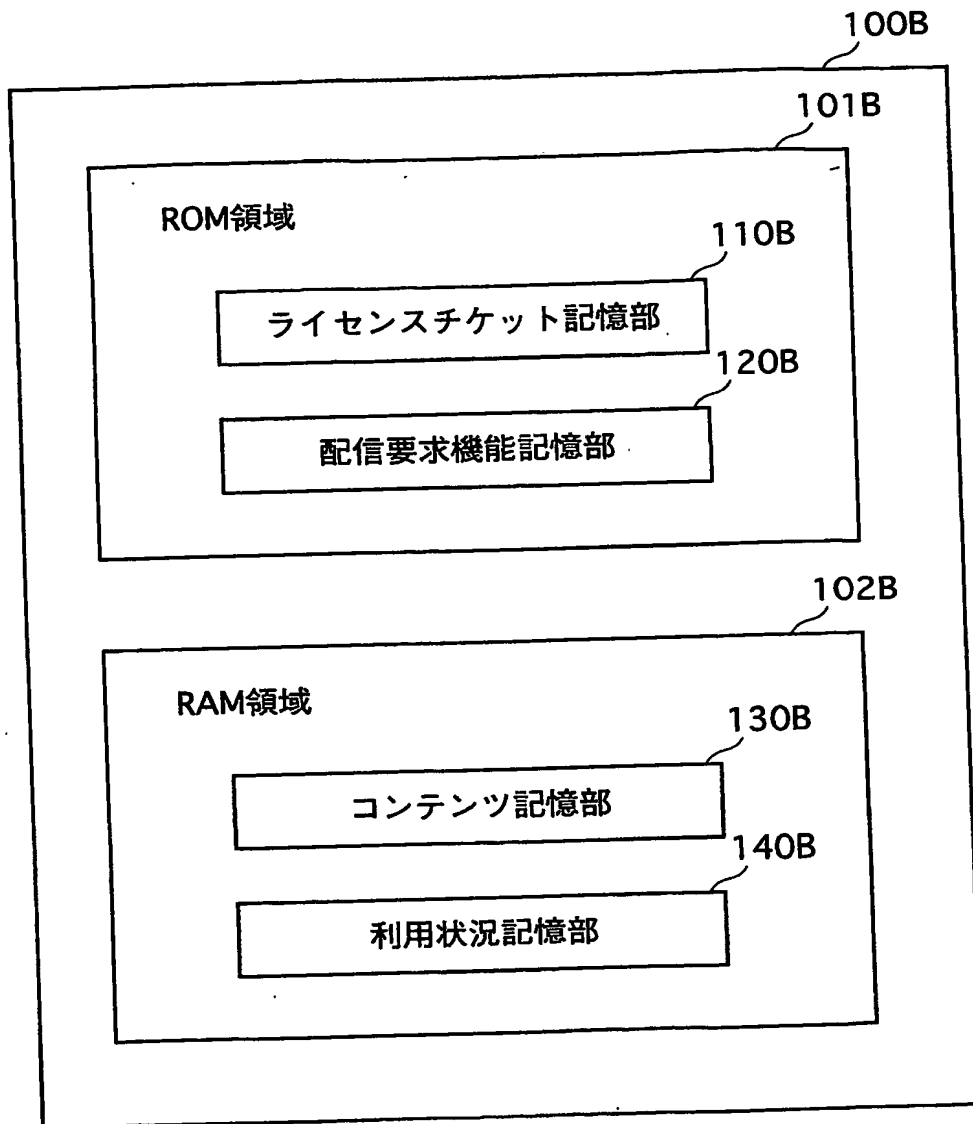 100B
101B
ROM領域
110B
ライセンスチケット記憶部
120B
配信要求機能記憶部
102B
RAM領域
130B
コンテンツ記憶部
140B
利用状況記憶部